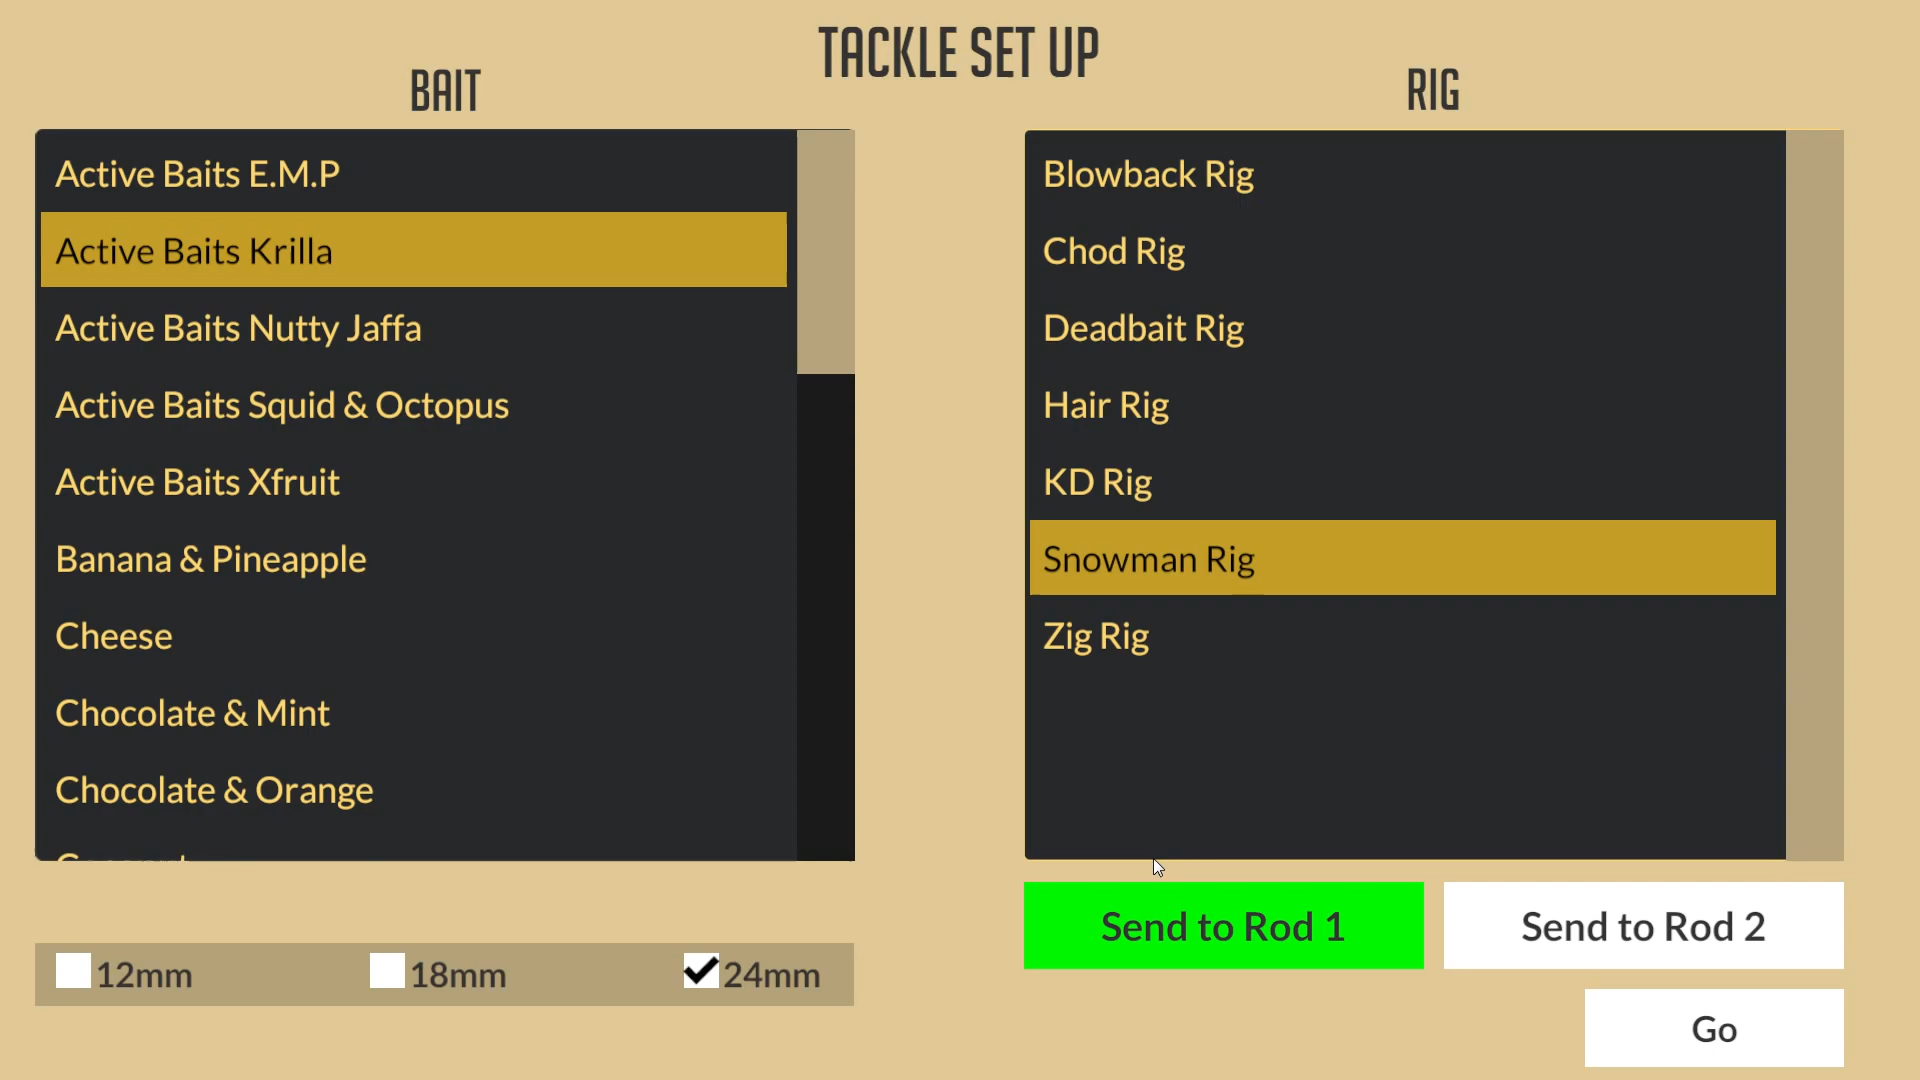 TACKLE SET UP
BAIT
Active Baits E.M.P
Active Baits Krilla
Active Baits Nutty Jaffa
Active Baits Squid & Octopus
Active Baits Xfruit
Banana & Pineapple
Cheese
Chocolate & Mint
Chocolate & Orange
12mm
18mm
24mm
RIG
Blowback Rig
Chod Rig
Deadbait Rig
Hair Rig
KD Rig
Snowman Rig
Zig Rig
Send to Rod 1
Send to Rod 2
Go